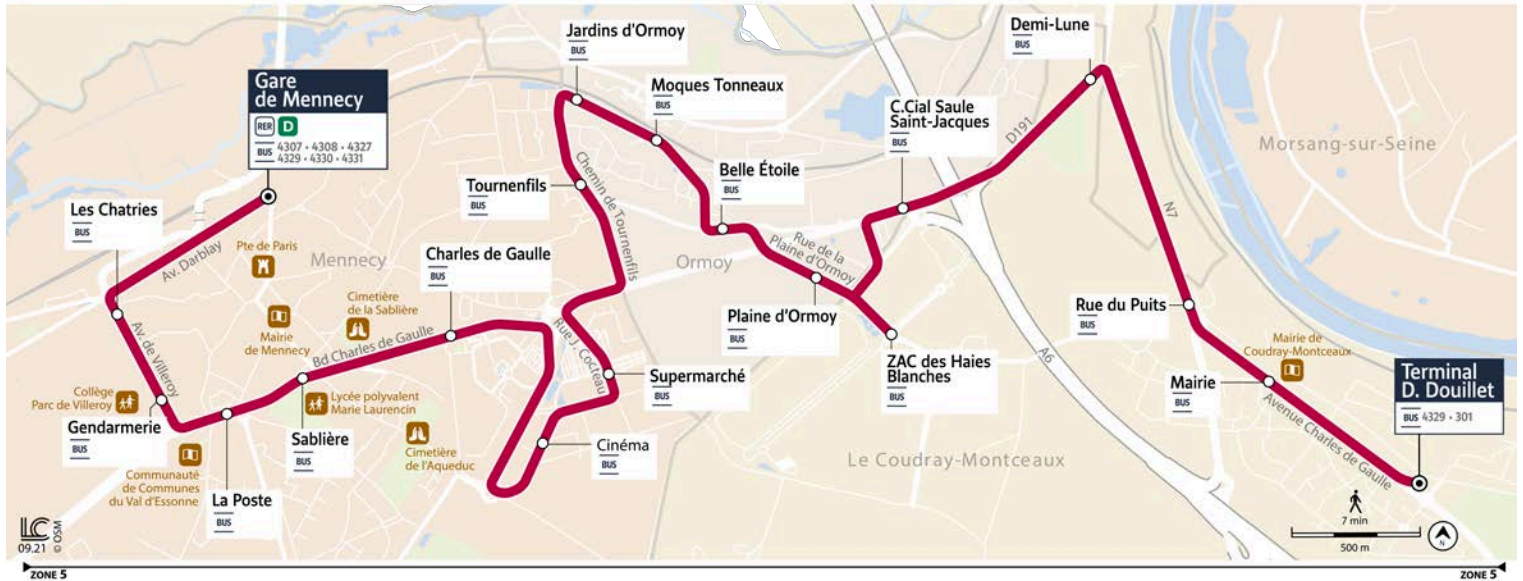 Gare
de Mennecy
RER D
BUS 4307 • 4308 • 4327
4329 • 4330 • 4331
Les Chatries
BUS
Av. Darblay
Pte de Paris
Mennecy
Mairie
de Mennecy
Cimetière
de la Sablière
Av. de Villeroy
Collège
Parc de Villeroy
Gendarmerie
BUS
Communauté
de Communes
du Val d'Essonne
La Poste
BUS
Sablière
BUS
Bd Charles de Gaulle
Lycée polyvalent
Marie Laurencin
Cimetière
de l'Aqueduc
Charles de Gaulle
BUS
Tournenfils
BUS
Chemin de Tournenfils
Rue J. Cocteau
Supermarché
BUS
Cinéma
BUS
Jardins d'Ormoy
BUS
Moques Tonneaux
BUS
Belle Étoile
BUS
Ormoy
Rue de la
Plaine d'Ormoy
Plaine d'Ormoy
BUS
ZAC des Haies
Blanches
BUS
C.Cial Saule
Saint-Jacques
BUS
D191
A6
Demi-Lune
BUS
N7
Morsang-sur-Seine
Rue du Puits
BUS
Mairie de
Coudray-Montceaux
Mairie
BUS
Avenue Charles de Gaulle
Terminal
D. Douillet
BUS 4329 • 301
Le Coudray-Montceaux
7 min
500 m
N
LC
09.21
© OSM
ZONE 5
ZONE 5